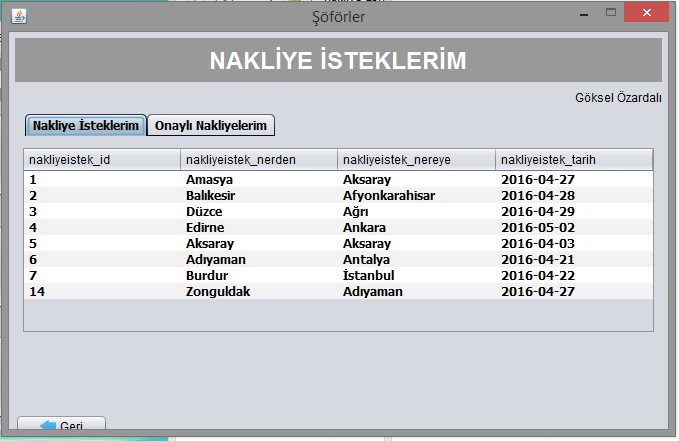 Şöförler
NAKLİYE İSTEKLERİM
Göksel Özardalı
Nakliye İsteklerim Onaylı Nakliyelerim
nakliyeistek_id nakliyeistek_nerden nakliyeistek_nereye nakliyeistek_tarih
1 Amasya Aksaray 2016-04-27
2 Balıkesir Afyonkarahisar 2016-04-28
3 Düzce Ağrı 2016-04-29
4 Edirne Ankara 2016-05-02
5 Aksaray Aksaray 2016-04-03
6 Adıyaman Antalya 2016-04-21
7 Burdur İstanbul 2016-04-22
14 Zonguldak Adıyaman 2016-04-27
Geri